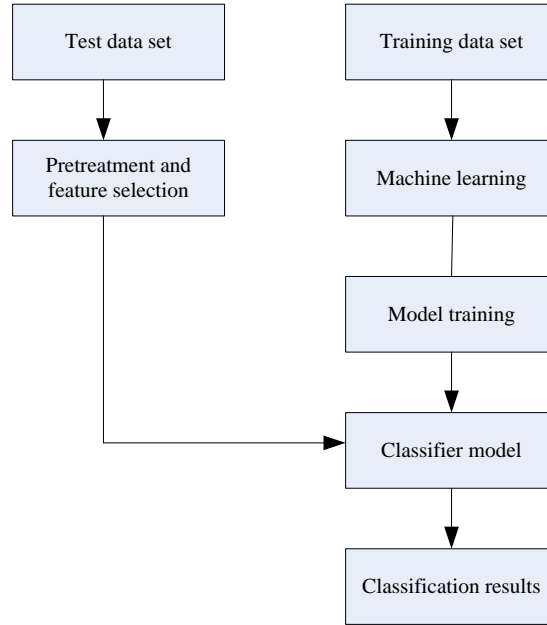 Test data set
Training data set
Pretreatment and
feature selection
Machine learning
Model training
Classifier model
Classification results